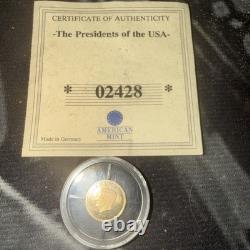 CERTIFICATE OF AUTHENTICITY
-The Presidents of the USA-
* 02428 *
AMERICAN
MINT
Made in Germany